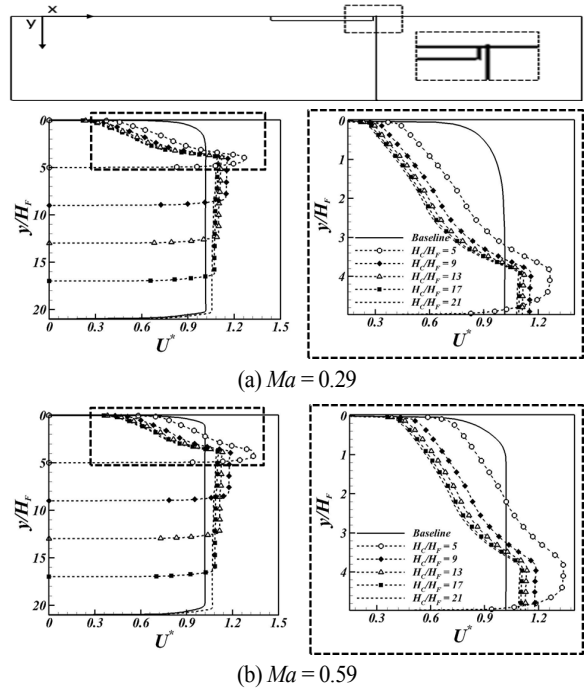 x
y
0
5
10
15
20
y/H_F
0 0.3 0.6 0.9 1.2 1.5
U*
0
1
2
3
4
y/H_F
Baseline
H_C/H_F = 5
H_C/H_F = 9
H_C/H_F = 13
H_C/H_F = 17
H_C/H_F = 21
0.3 0.6 0.9 1.2
U*
(a) Ma = 0.29
0
5
10
15
20
y/H_F
0 0.3 0.6 0.9 1.2 1.5
U*
0
1
2
3
4
y/H_F
Baseline
H_C/H_F = 5
H_C/H_F = 9
H_C/H_F = 13
H_C/H_F = 17
H_C/H_F = 21
0.3 0.6 0.9 1.2
U*
(b) Ma = 0.59